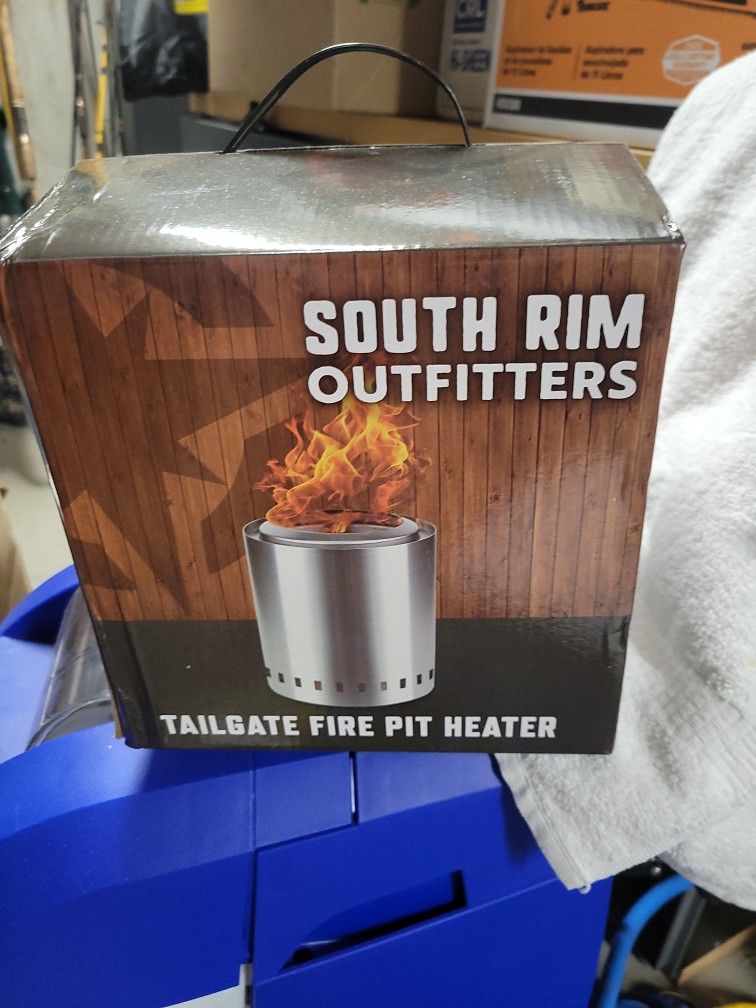 SOUTH RIM
OUTFITTERS
TAILGATE FIRE PIT HEATER